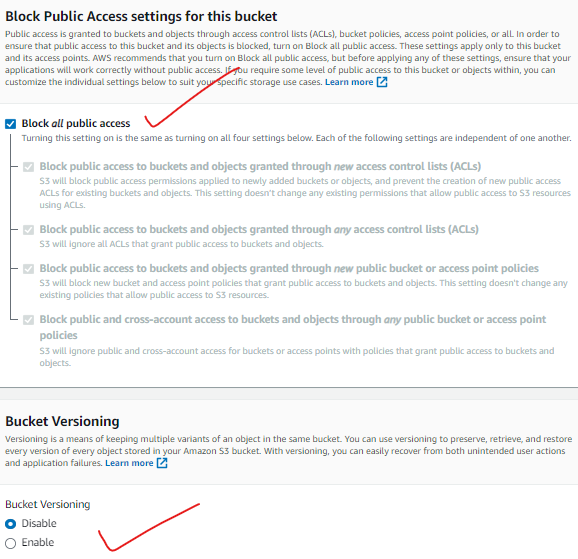 Block Public Access settings for this bucket
Public access is granted to buckets and objects through access control lists (ACLs), bucket policies, access point policies, or all. In order to
ensure that public access to this bucket and its objects is blocked, turn on Block all public access. These settings apply only to this bucket
and its access points. AWS recommends that you turn on Block all public access, but before applying any of these settings, ensure that your
applications will work correctly without public access. If you require some level of public access to this bucket or objects within, you can
customize the individual settings below to suit your specific storage use cases. Learn more
Block all public access
Turning this setting on is the same as turning on all four settings below. Each of the following settings are independent of one another.
Block public access to buckets and objects granted through new access control lists (ACLs)
S3 will block public access permissions applied to newly added buckets or objects, and prevent the creation of new public access
ACLs for existing buckets and objects. This setting doesn't change any existing permissions that allow public access to S3 resources
using ACLs.
Block public access to buckets and objects granted through any access control lists (ACLs)
S3 will ignore all ACLs that grant public access to buckets and objects.
Block public access to buckets and objects granted through new public bucket or access point policies
S3 will block new bucket and access point policies that grant public access to buckets and objects. This setting doesn't change any
existing policies that allow public access to S3 resources.
Block public and cross-account access to buckets and objects through any public bucket or access point
policies
S3 will ignore public and cross-account access for buckets or access points with policies that grant public access to buckets and
objects.
Bucket Versioning
Versioning is a means of keeping multiple variants of an object in the same bucket. You can use versioning to preserve, retrieve, and restore
every version of every object stored in your Amazon S3 bucket. With versioning, you can easily recover from both unintended user actions
and application failures. Learn more
Bucket Versioning
Disable
Enable